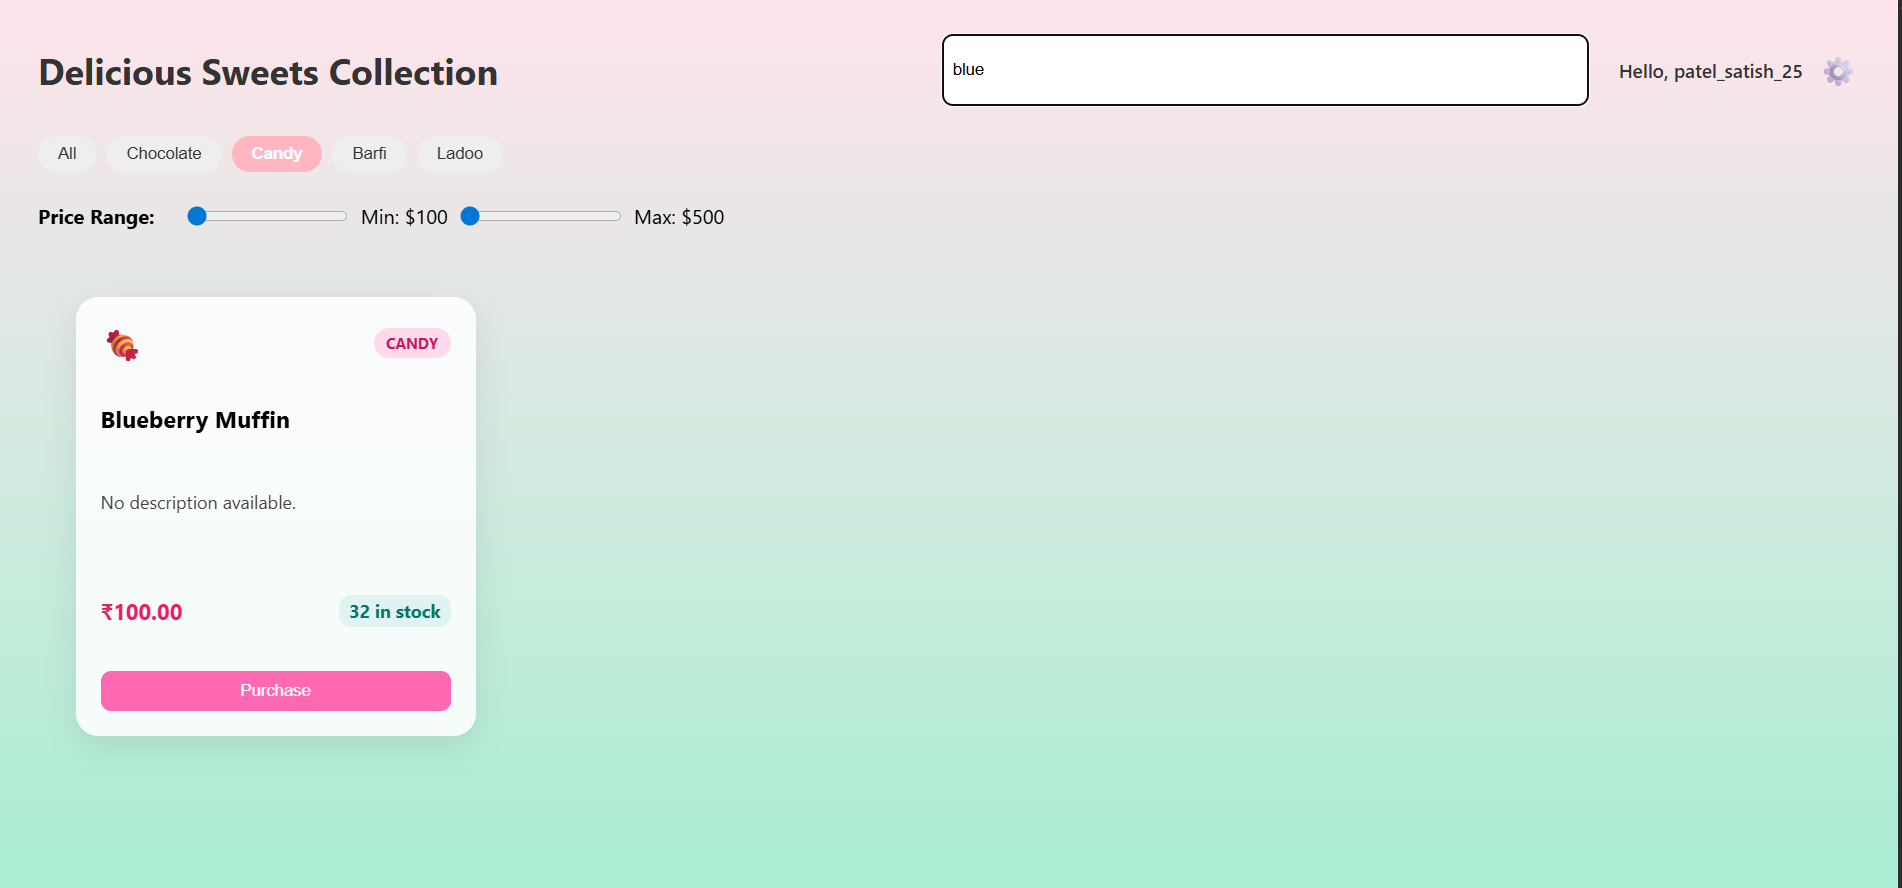 Delicious Sweets Collection
blue
Hello, patel_satish_25
All
Chocolate
Candy
Barfi
Ladoo
Price Range:
Min: $100
Max: $500
CANDY
Blueberry Muffin
No description available.
₹100.00
32 in stock
Purchase